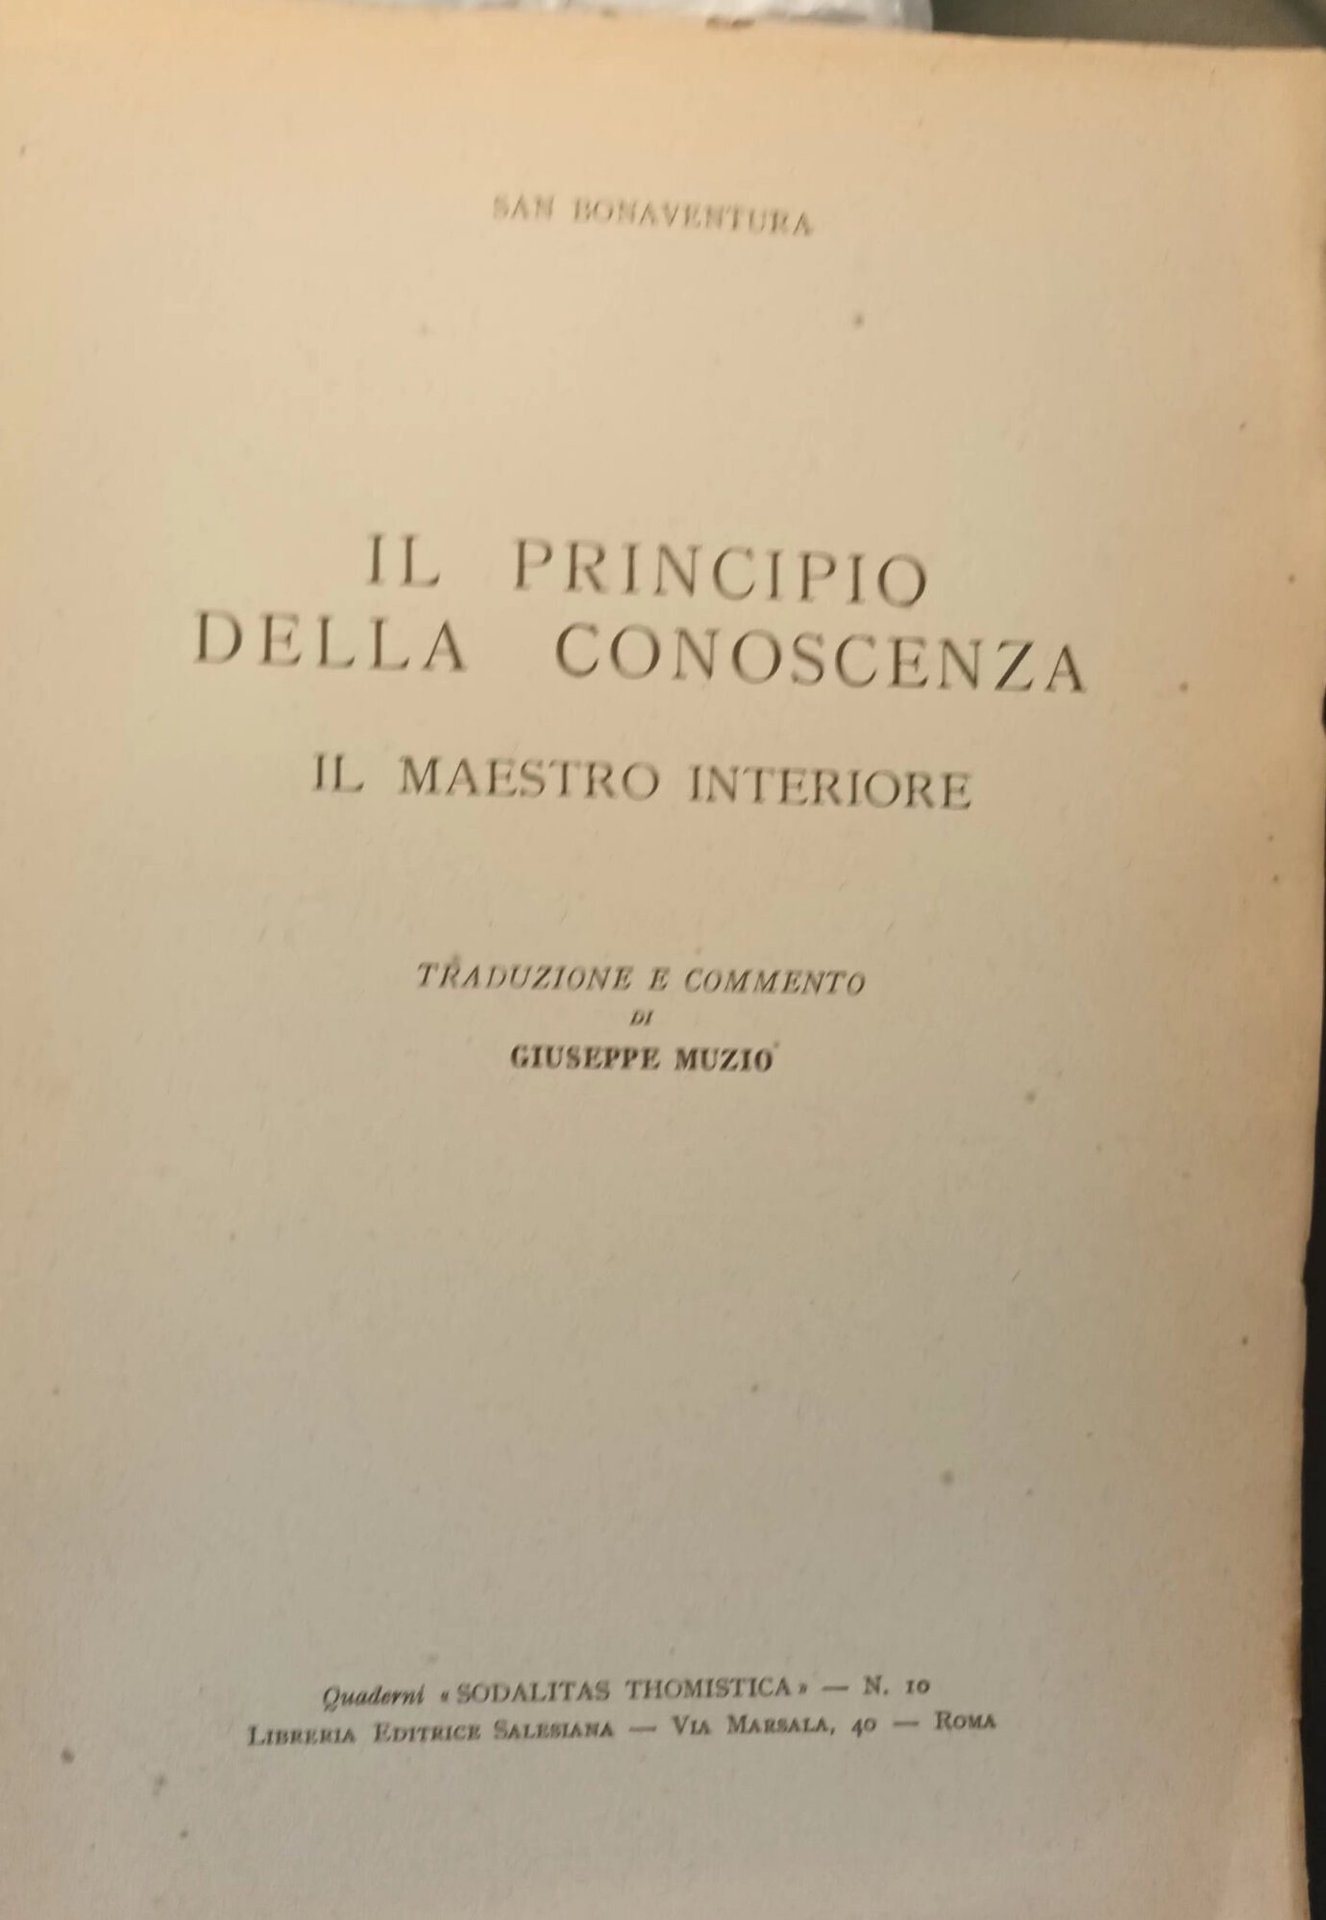 SAN BONAVENTURA
IL PRINCIPIO
DELLA CONOSCENZA
IL MAESTRO INTERIORE
TRADUZIONE E COMMENTO
DI
GIUSEPPE MUZIO
Quaderni « SODALITAS THOMISTICA » — N. 10
LIBRERIA EDITRICE SALESIANA — VIA MARSALA, 40 — ROMA